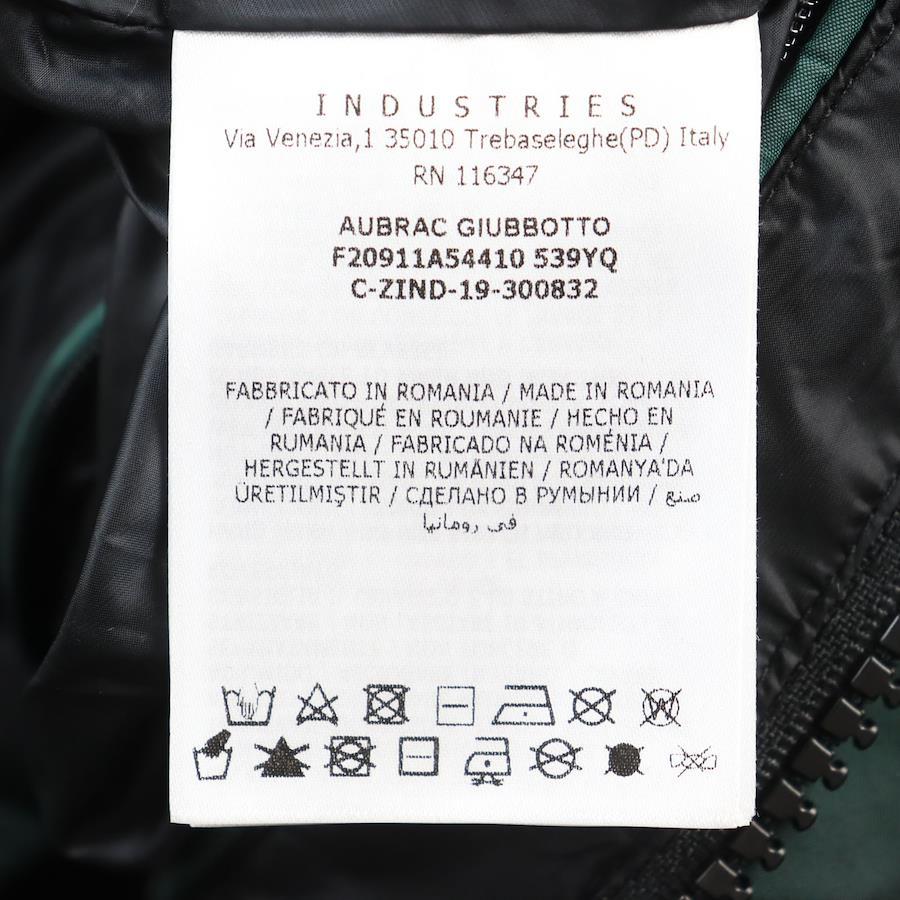 INDUSTRIES
Via Venezia,1 35010 Trebaseleghe(PD) Italy
RN 116347
AUBRAC GIUBBOTTO
F20911A54410 539YQ
C-ZIND-19-300832
FABBRICATO IN ROMANIA / MADE IN ROMANIA
/ FABRIQUÉ EN ROUMANIE / HECHO EN
RUMANIA / FABRICADO NA ROMÉNIA /
HERGESTELLT IN RUMÄNIEN / ROMANYA'DA
ÜRETILMIŞTIR / СДЕЛАНО В РУМЫНИИ / صنع
في رومانيا